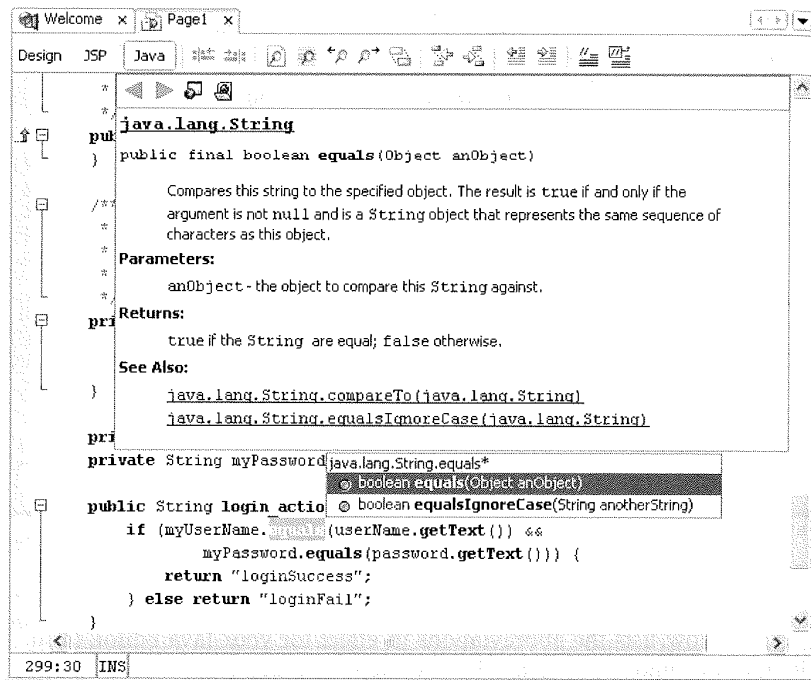 Welcome x Page1 x
Design JSP Java
*
*/
java.lang.String
pub
public final boolean equals(Object anObject)
}
Compares this string to the specified object. The result is true if and only if the
/**
argument is not null and is a String object that represents the same sequence of
*
characters as this object.
*
Parameters:
*
anObject - the object to compare this String against.
*/
Returns:
pri
true if the String are equal; false otherwise.
See Also:
}
java.lang.String.compareTo(java.lang.String)
java.lang.String.equalsIgnoreCase(java.lang.String)
pri
private String myPassword
java.lang.String.equals*
boolean equals(Object anObject)
public String login_actio
boolean equalsIgnoreCase(String anotherString)
if (myUserName.equals(userName.getText()) &&
myPassword.equals(password.getText())) {
return "loginSuccess";
} else return "loginFail";
}
299:30 INS